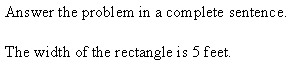 Answer the problem in a complete sentence.
The width of the rectangle is 5 feet.